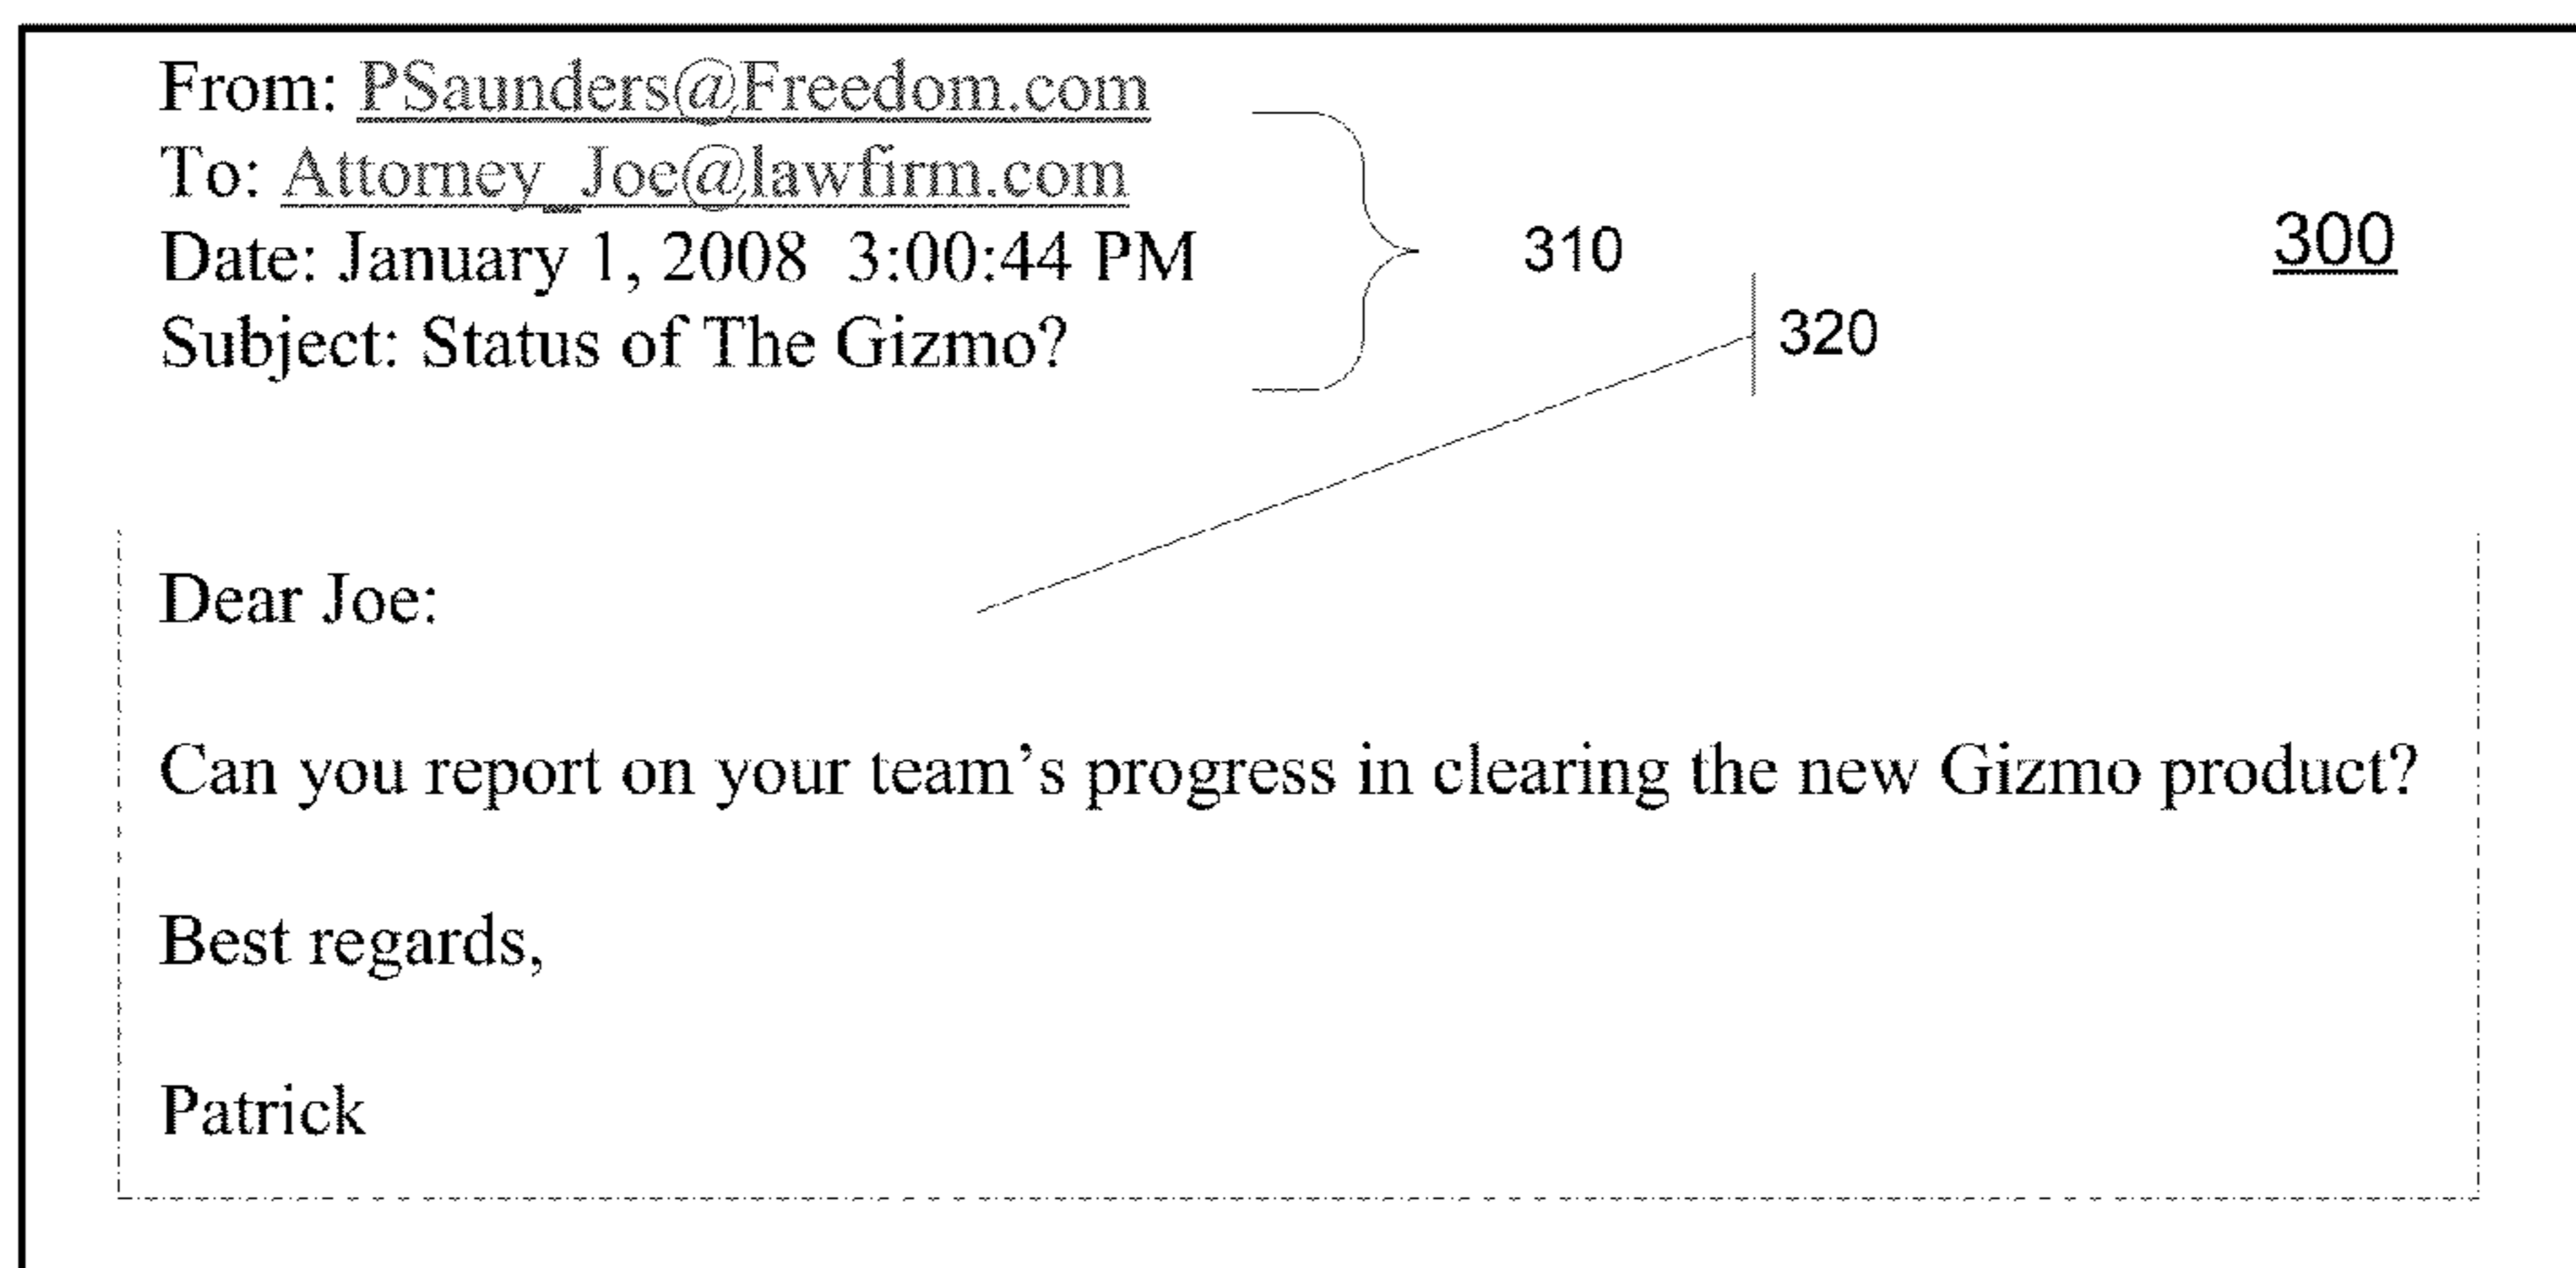 From: PSaunders@Freedom.com
To: Attorney_Joe@lawfirm.com
Date: January 1, 2008  3:00:44 PM
Subject: Status of The Gizmo?
310
300
320
Dear Joe:
Can you report on your team’s progress in clearing the new Gizmo product?
Best regards,
Patrick